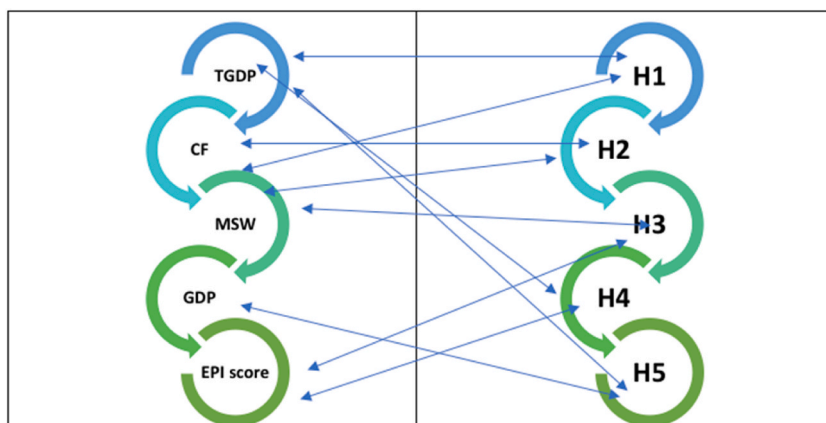 TGDP
CF
MSW
GDP
EPI score
H1
H2
H3
H4
H5